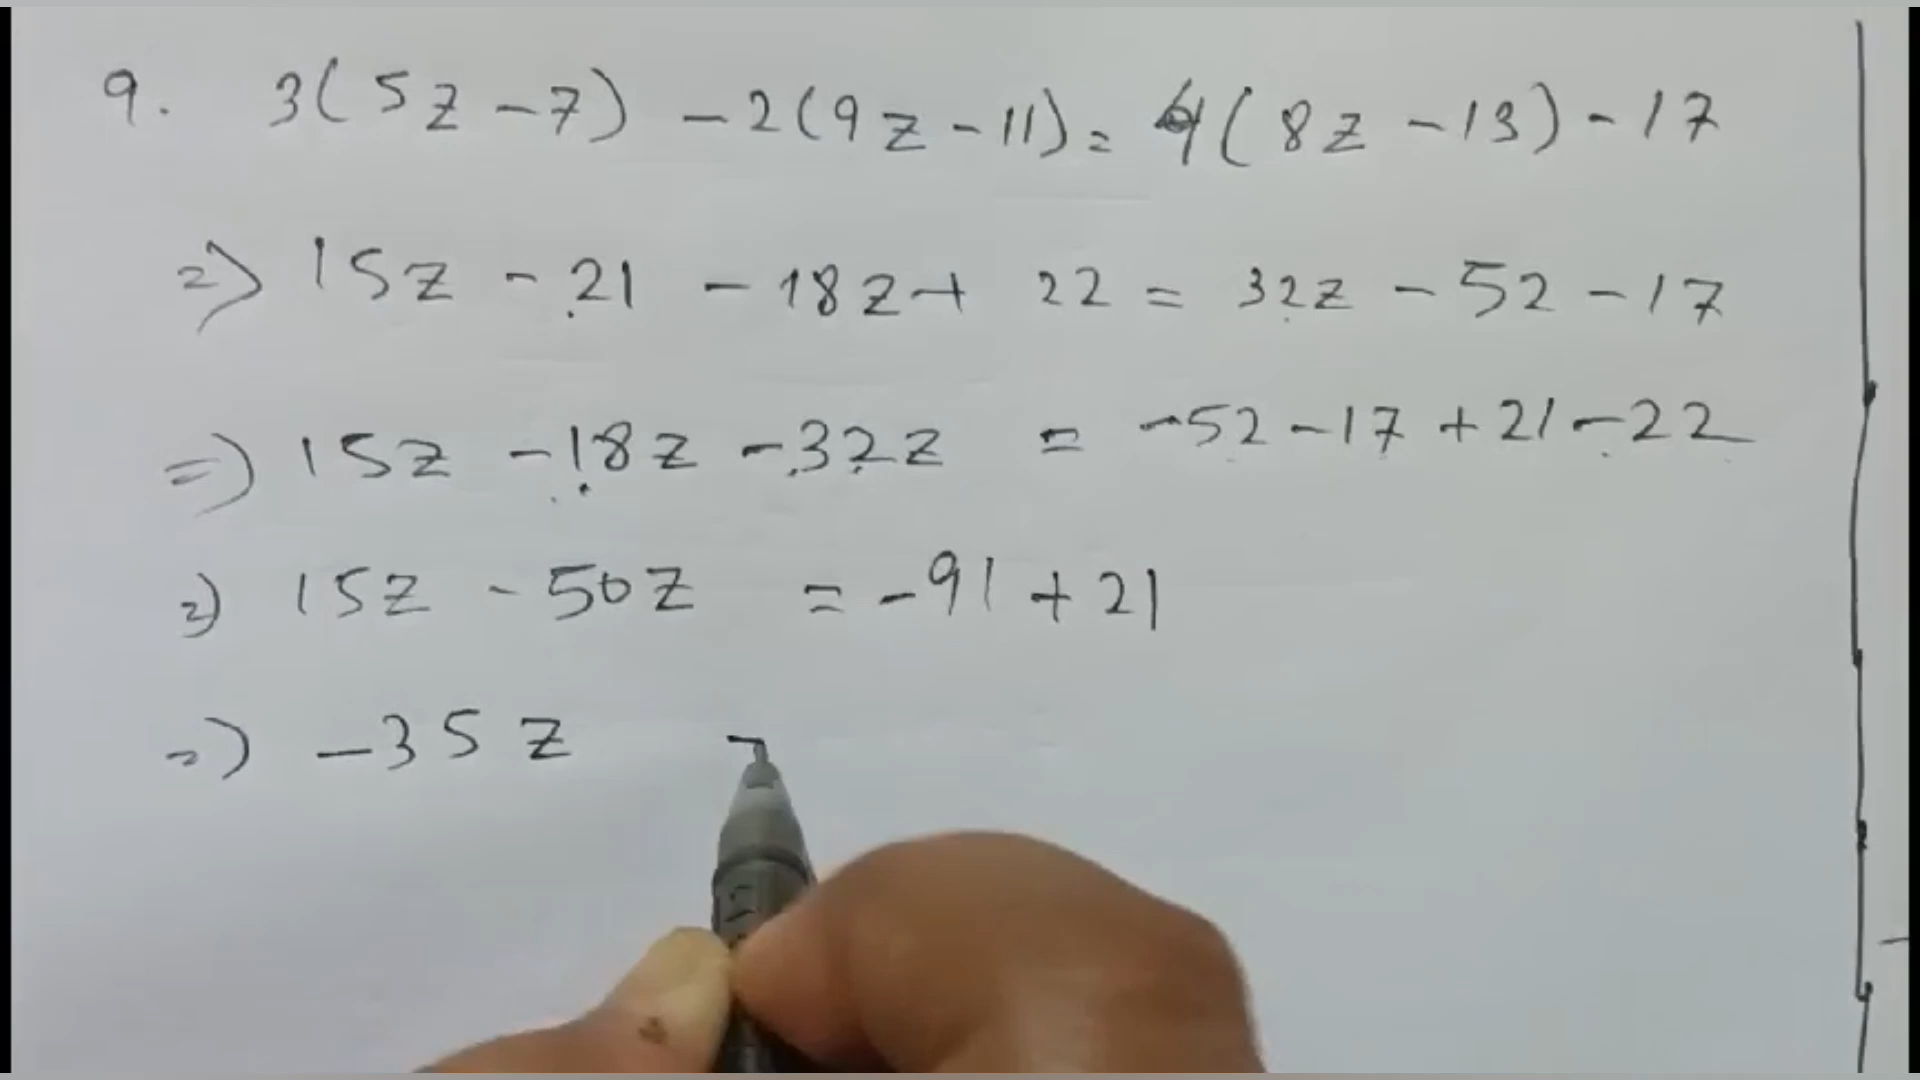 9. 3(5z-7) -2(9z-11)= 4(8z-13)-17
=> 15z - 21 - 18z + 22 = 32z - 52 - 17
=> 15z - 18z - 32z = -52-17 +21-22
=> 15z - 50z = -91 + 21
=> -35z